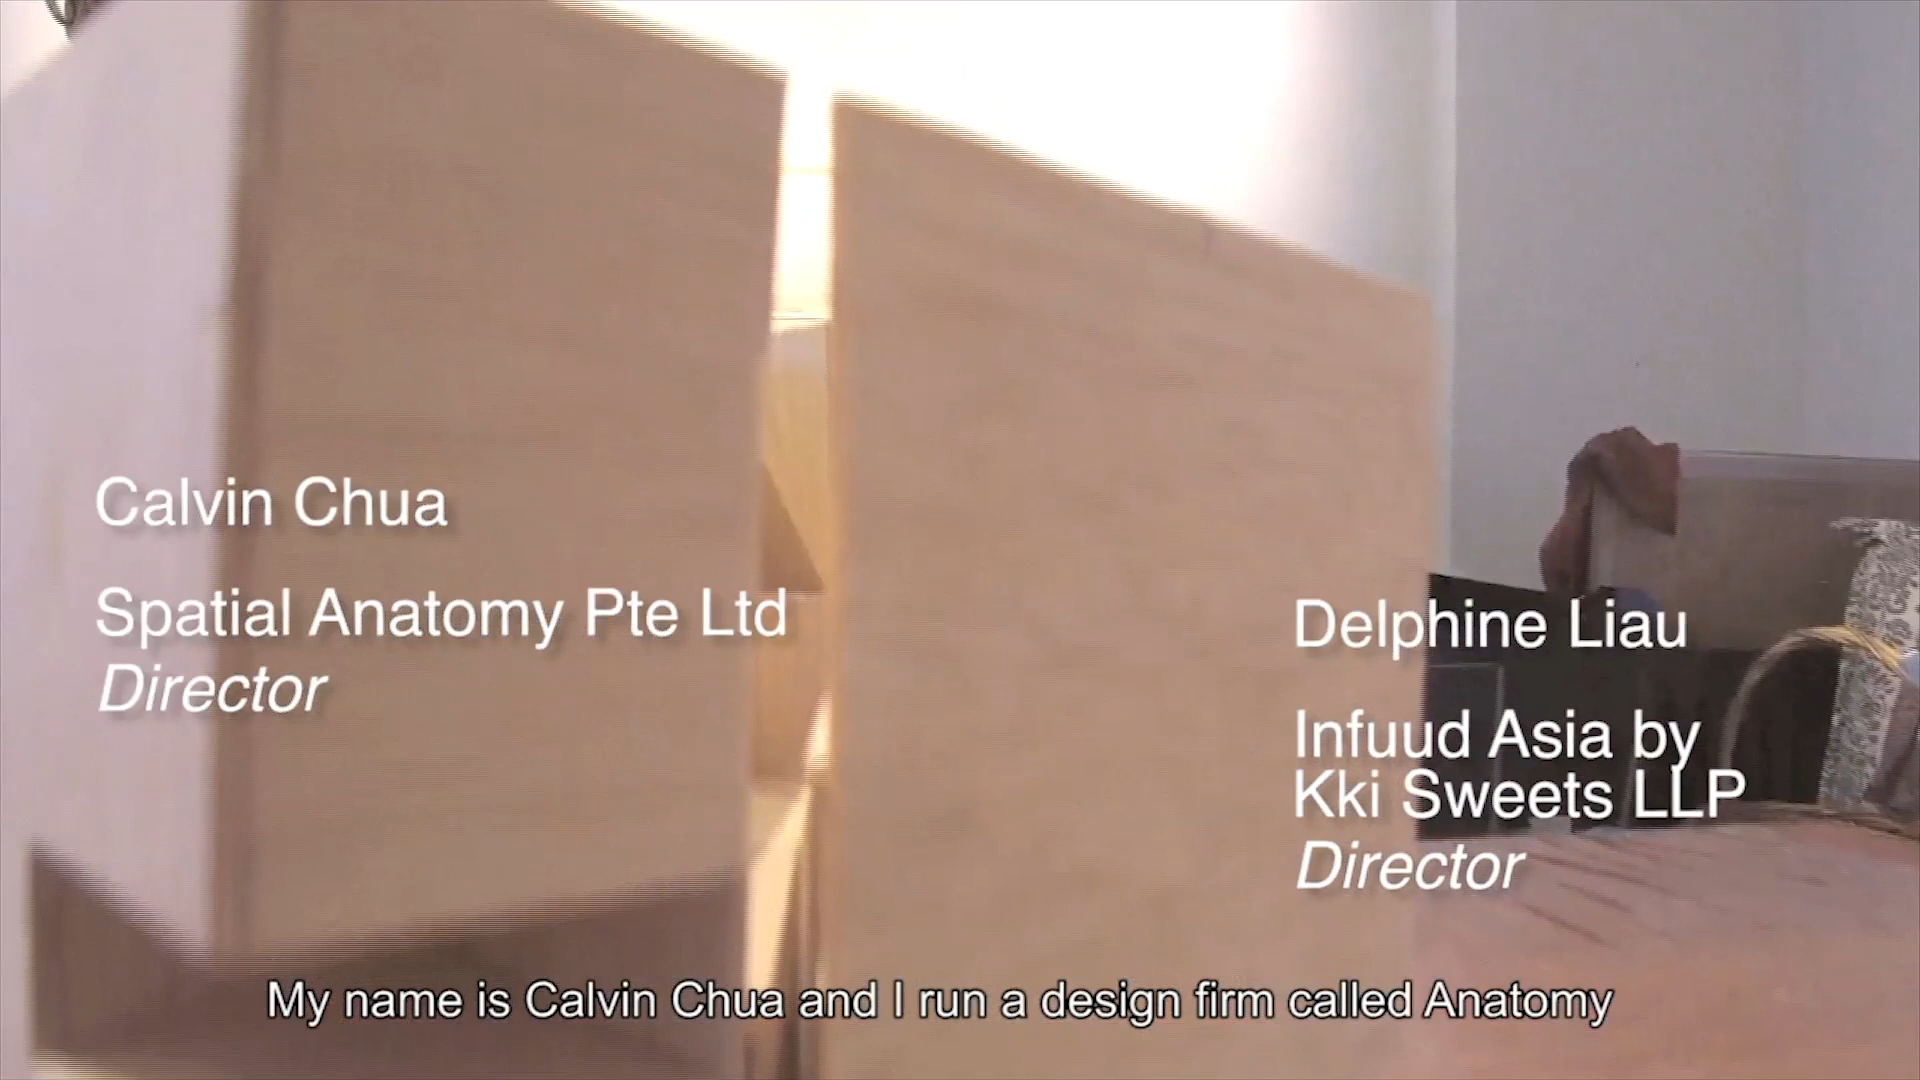 Calvin Chua
Spatial Anatomy Pte Ltd
Director
Delphine Liau
Infuud Asia by
Kki Sweets LLP
Director
My name is Calvin Chua and I run a design firm called Anatomy